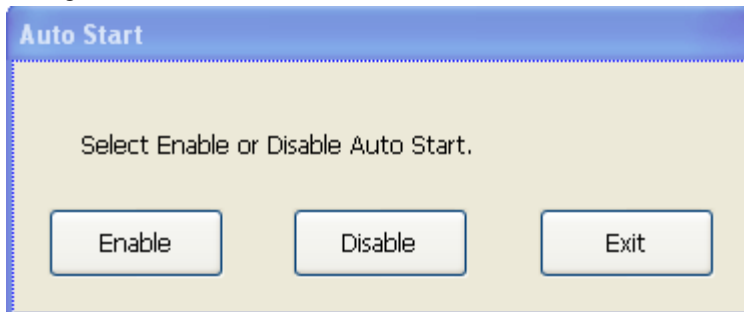 Auto Start
Select Enable or Disable Auto Start.
Enable Disable Exit